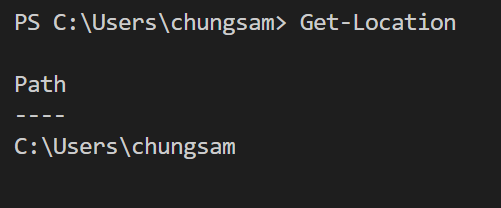 PS C:\Users\chungsam> Get-Location
Path
----
C:\Users\chungsam